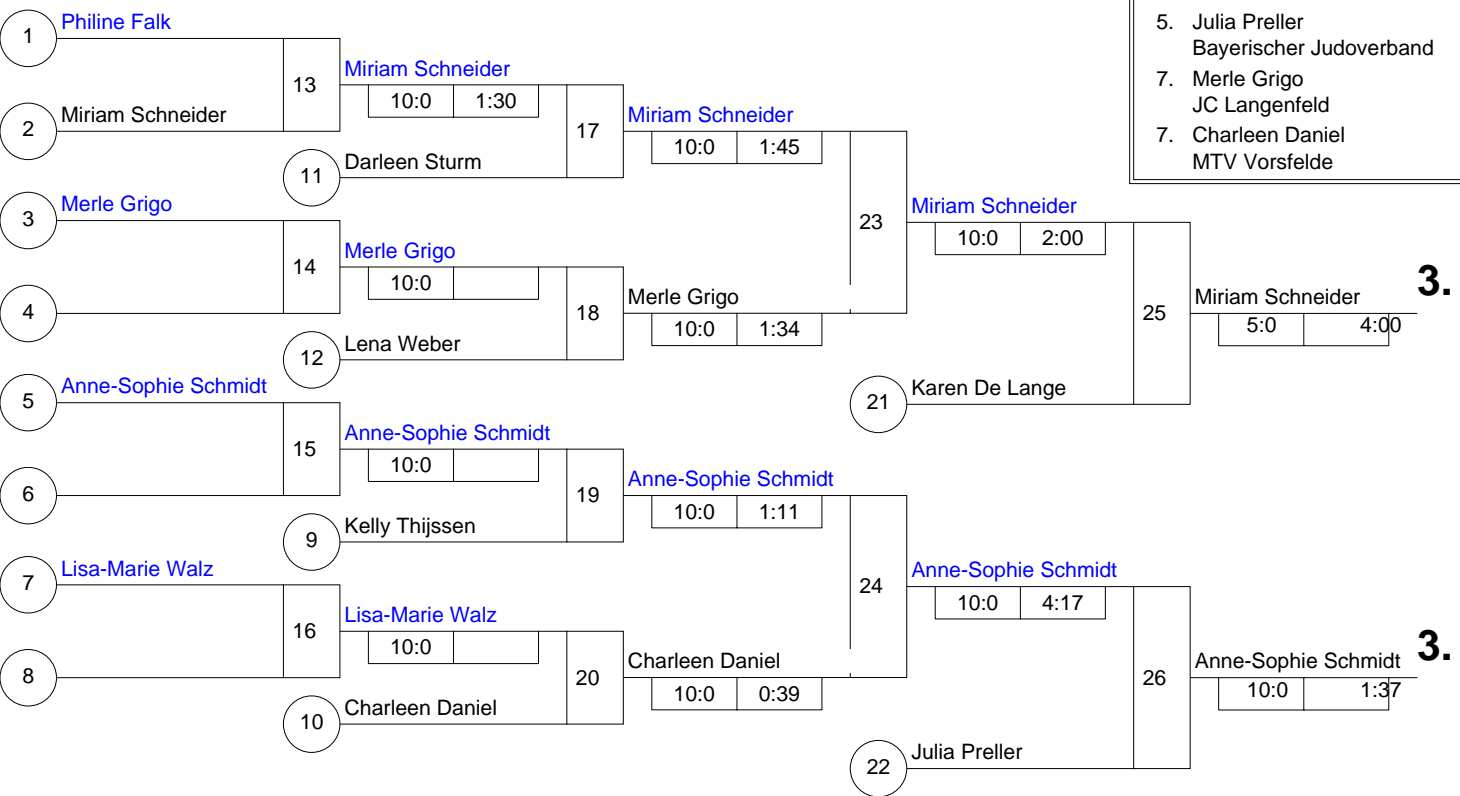 1 Philine Falk
2 Miriam Schneider
3 Merle Grigo
4
5 Anne-Sophie Schmidt
6
7 Lisa-Marie Walz
8
13 Miriam Schneider
10:0 1:30
11 Darleen Sturm
14 Merle Grigo
10:0
12 Lena Weber
15 Anne-Sophie Schmidt
10:0
9 Kelly Thijssen
16 Lisa-Marie Walz
10:0
10 Charleen Daniel
17 Miriam Schneider
10:0 1:45
18 Merle Grigo
10:0 1:34
19 Anne-Sophie Schmidt
10:0 1:11
20 Charleen Daniel
10:0 0:39
23 Miriam Schneider
10:0 2:00
21 Karen De Lange
24 Anne-Sophie Schmidt
10:0 4:17
22 Julia Preller
25 Miriam Schneider 3.
5:0 4:00
26 Anne-Sophie Schmidt 3.
10:0 1:37
5. Julia Preller
Bayerischer Judoverband
7. Merle Grigo
JC Langenfeld
7. Charleen Daniel
MTV Vorsfelde